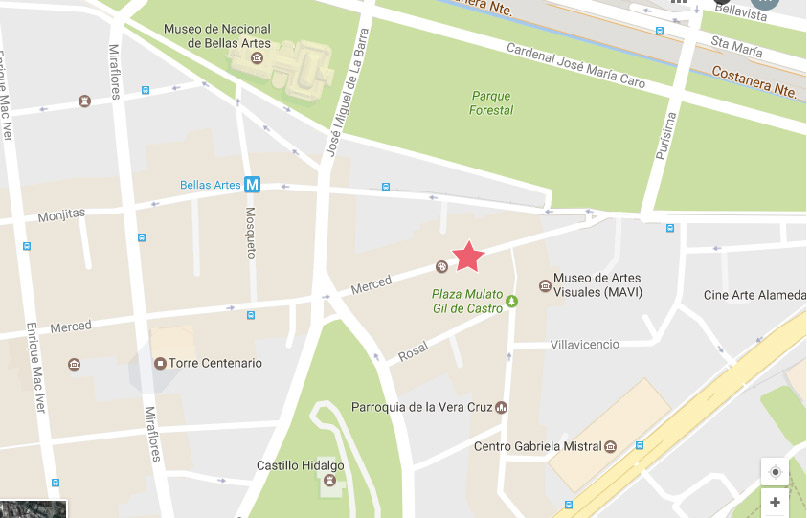 Costanera Nte.
Bellavista
Museo de Nacional
de Bellas Artes
Sta María
Cardenal José María Caro
Costanera Nte.
Enrique Mac Iver
Miraflores
José Miguel de La Barra
Parque
Forestal
Purísima
Bellas Artes M
Monjitas
Mosqueto
Merced
Museo de Artes
Visuales (MAVI)
Plaza Mulato
Gil de Castro
Cine Arte Alameda
Merced
Rosal
Villavicencio
Torre Centenario
Enrique Mac Iver
Miraflores
Parroquia de la Vera Cruz
Centro Gabriela Mistral
Castillo Hidalgo
+